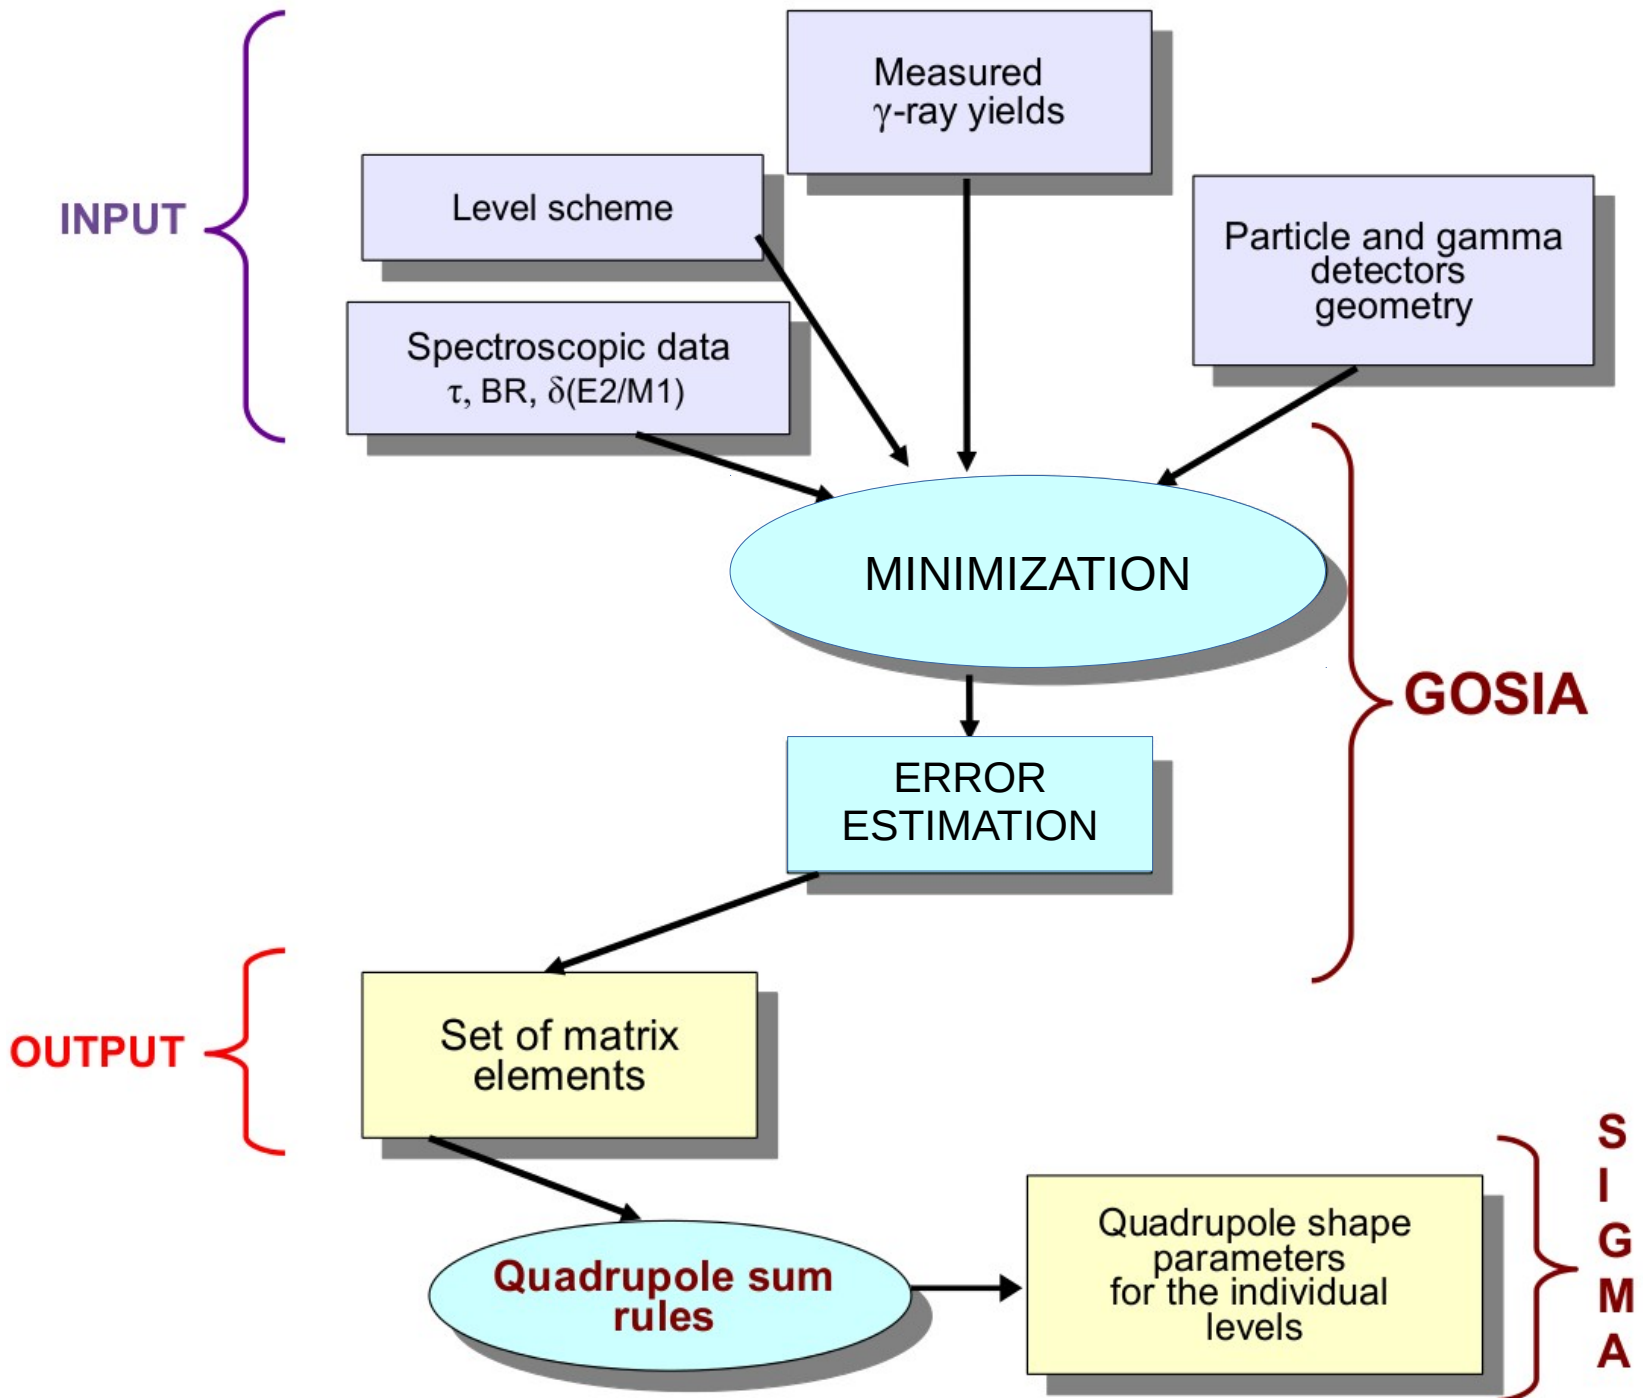 Measured
γ-ray yields
Level scheme
INPUT
Particle and gamma
detectors
geometry
Spectroscopic data
τ, BR, δ(E2/M1)
MINIMIZATION
GOSIA
ERROR
ESTIMATION
OUTPUT
Set of matrix
elements
Quadrupole sum
rules
Quadrupole shape
parameters
for the individual
levels
S
I
G
M
A